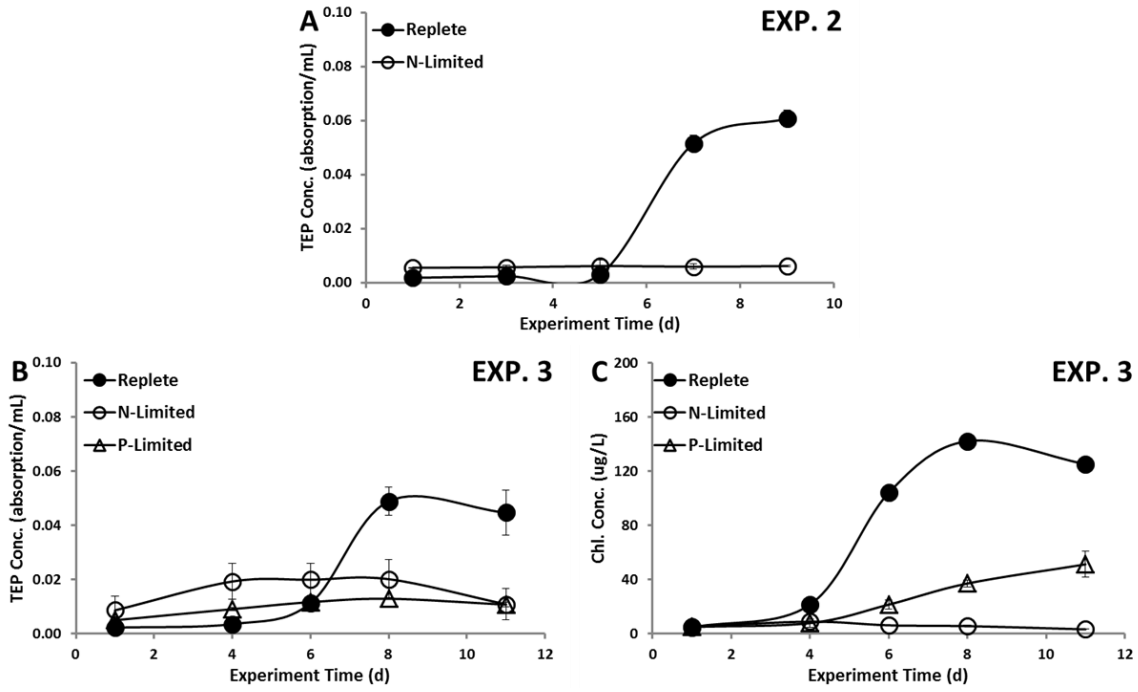 A
EXP. 2
Replete
N-Limited
TEP Conc. (absorption/mL)
0.10
0.08
0.06
0.04
0.02
0.00
0 2 4 6 8 10
Experiment Time (d)
B
EXP. 3
Replete
N-Limited
P-Limited
TEP Conc. (absorption/mL)
0.10
0.08
0.06
0.04
0.02
0.00
0 2 4 6 8 10 12
Experiment Time (d)
C
EXP. 3
Replete
N-Limited
P-Limited
Chl. Conc. (ug/L)
200
160
120
80
40
0
0 2 4 6 8 10 12
Experiment Time (d)